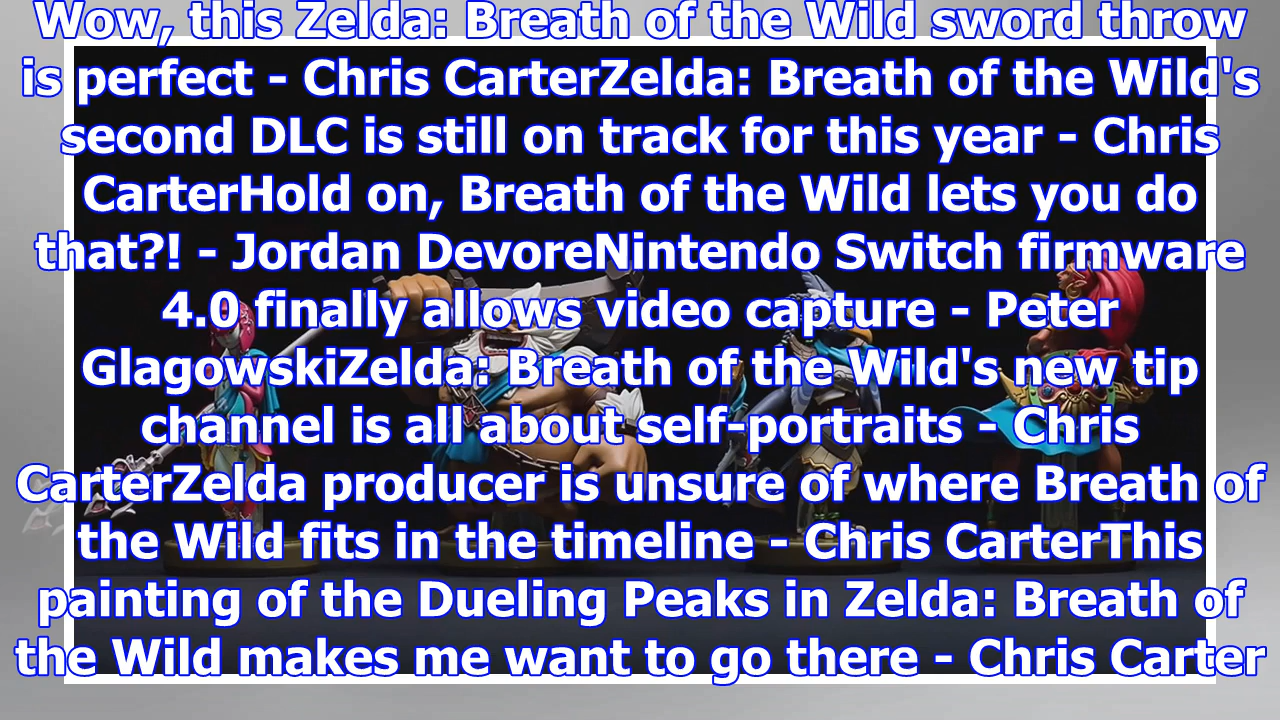 Wow, this Zelda: Breath of the Wild sword throw
is perfect - Chris CarterZelda: Breath of the Wild's
second DLC is still on track for this year - Chris
CarterHold on, Breath of the Wild lets you do
that?! - Jordan DevoreNintendo Switch firmware
4.0 finally allows video capture - Peter
GlagowskiZelda: Breath of the Wild's new tip
channel is all about self-portraits - Chris
CarterZelda producer is unsure of where Breath of
the Wild fits in the timeline - Chris CarterThis
painting of the Dueling Peaks in Zelda: Breath of
the Wild makes me want to go there - Chris Carter